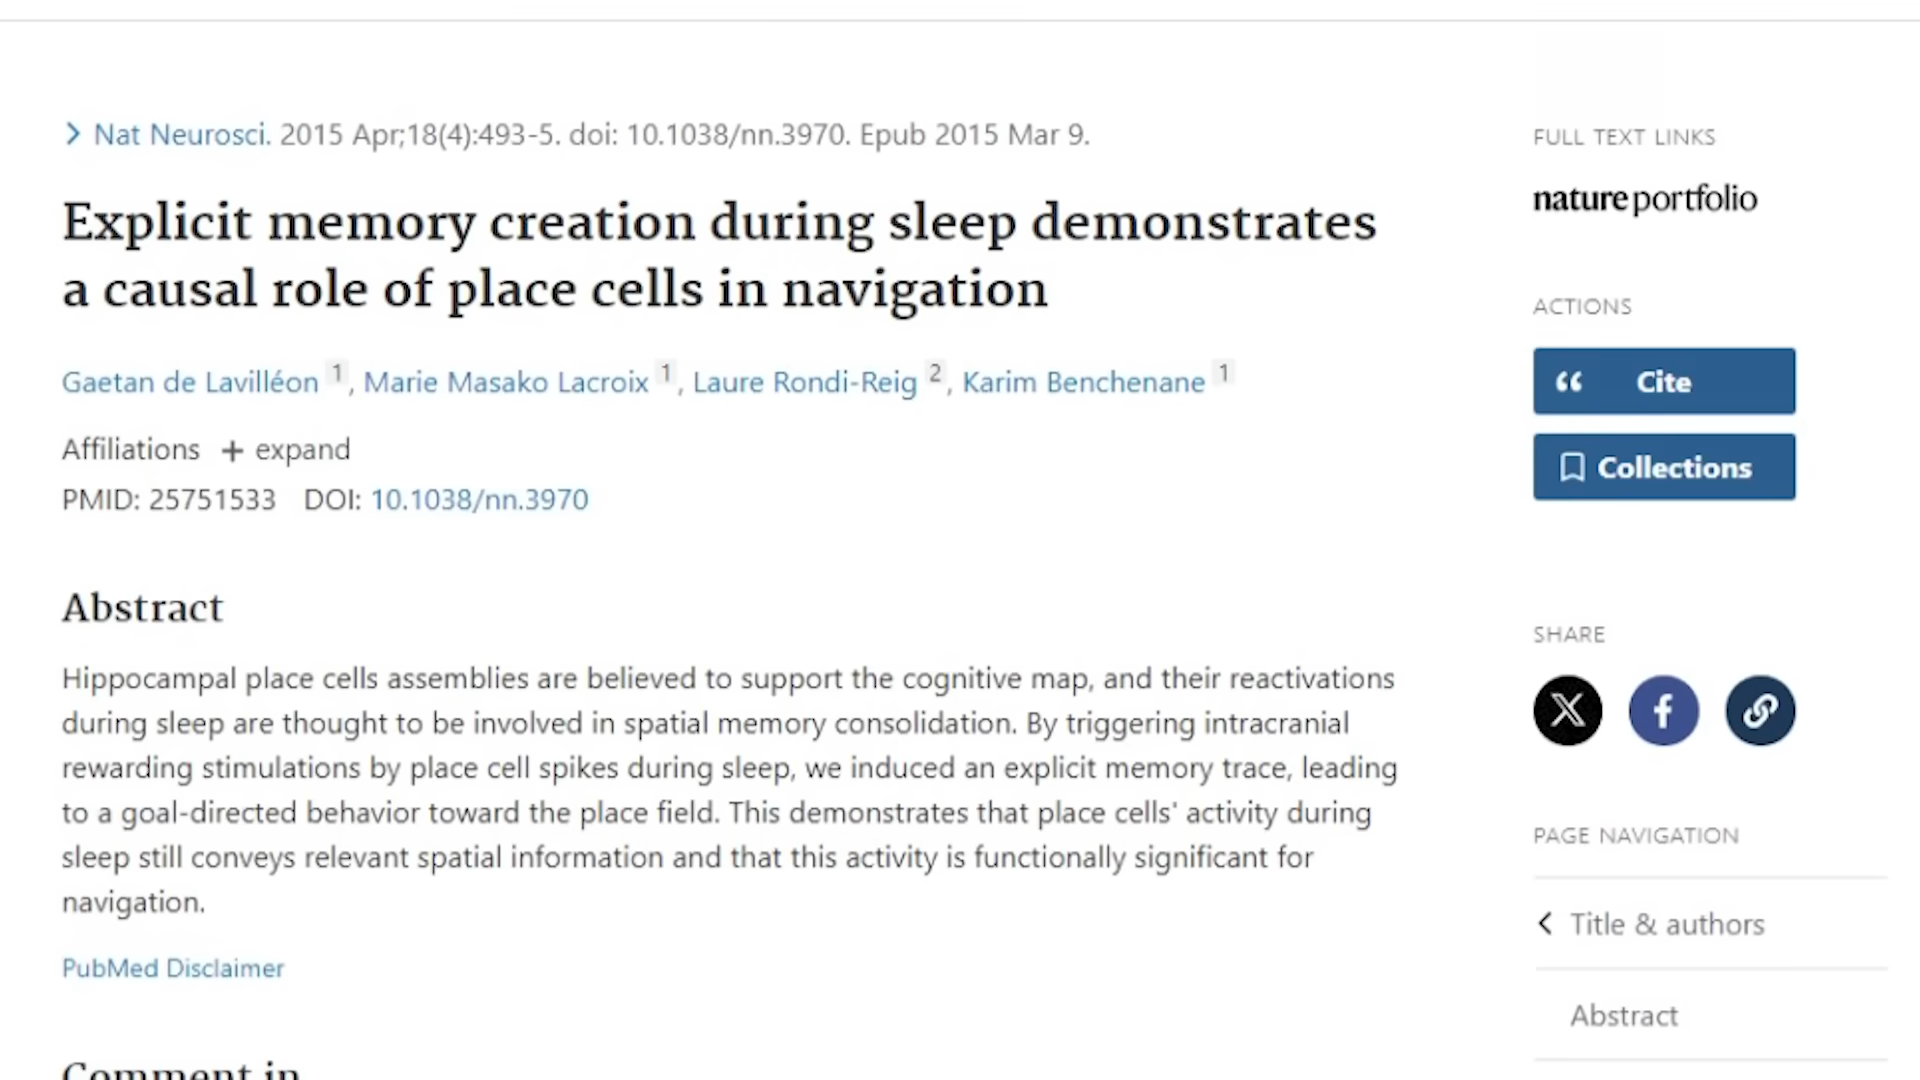 Nat Neurosci. 2015 Apr;18(4):493-5. doi: 10.1038/nn.3970. Epub 2015 Mar 9.
Explicit memory creation during sleep demonstrates
a causal role of place cells in navigation
Gaetan de Lavilléon 1, Marie Masako Lacroix 1, Laure Rondi-Reig 2, Karim Benchenane 1
Affiliations + expand
PMID: 25751533 DOI: 10.1038/nn.3970
Abstract
Hippocampal place cells assemblies are believed to support the cognitive map, and their reactivations
during sleep are thought to be involved in spatial memory consolidation. By triggering intracranial
rewarding stimulations by place cell spikes during sleep, we induced an explicit memory trace, leading
to a goal-directed behavior toward the place field. This demonstrates that place cells' activity during
sleep still conveys relevant spatial information and that this activity is functionally significant for
navigation.
PubMed Disclaimer
Comment in
FULL TEXT LINKS
nature portfolio
ACTIONS
Cite
Collections
SHARE
PAGE NAVIGATION
Title & authors
Abstract